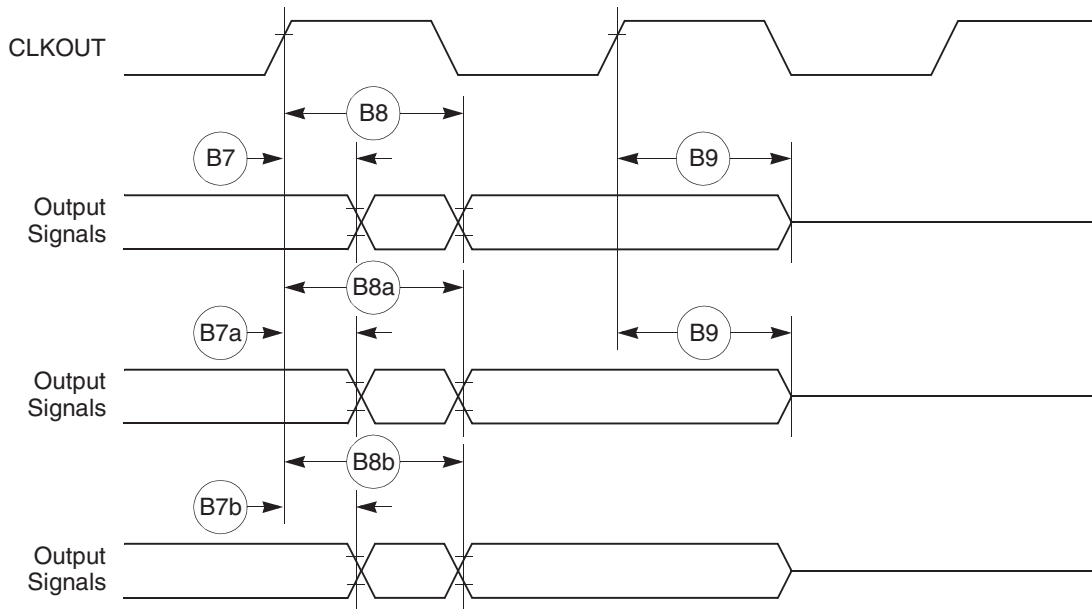 CLKOUT
B8
B7
B9
Output
Signals
B8a
B7a
B9
Output
Signals
B8b
B7b
Output
Signals